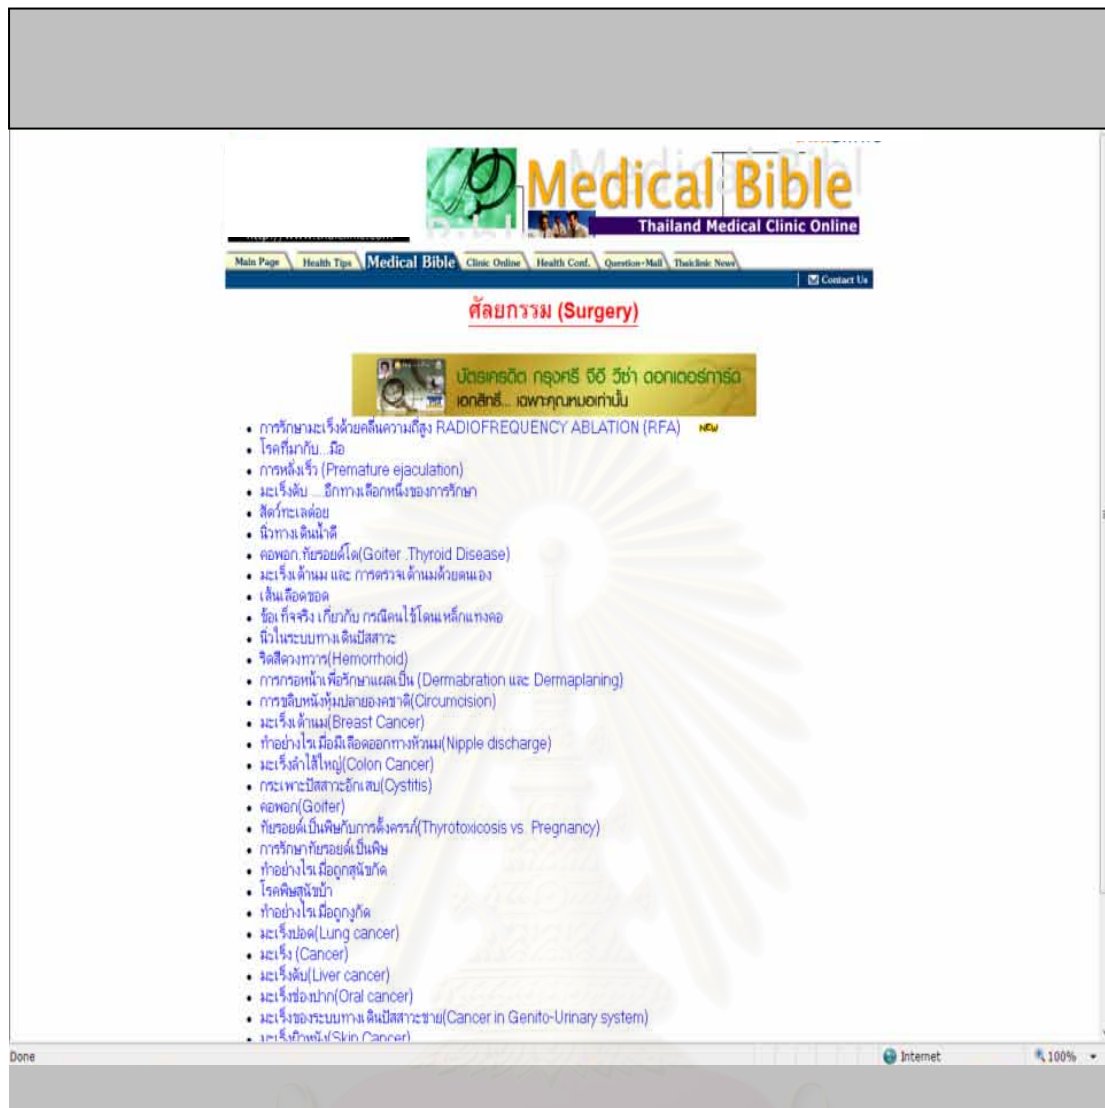 Medical Bible
Thailand Medical Clinic Online
Main Page Health Tips Medical Bible Clinic Online Health Conf. Question-Mail Thaiclinic News
Contact Us
ศัลยกรรม (Surgery)
บัตรเครดิต กรุงศรี จีอี วีซ่า ดอกเตอร์การ์ด
เอกสิทธิ์... เฉพาะคุณหมอเท่านั้น
การรักษามะเร็งด้วยคลื่นความถี่สูง RADIOFREQUENCY ABLATION (RFA) NEW
โรคที่มากับ...มือ
การหลั่งเร็ว (Premature ejaculation)
มะเร็งตับ ....อีกทางเลือกหนึ่งของการรักษา
สัตว์ทะเลต่อย
นิ่วทางเดินน้ำดี
คอพอก.ทัยรอยด์โต(Goiter .Thyroid Disease)
มะเร็งเต้านม และ การตรวจเต้านมด้วยตนเอง
เส้นเลือดขอด
ข้อเท็จจริง เกี่ยวกับ กรณีคนไข้โดนเหล็กแทงคอ
นิ่วในระบบทางเดินปัสสาวะ
ริดสีดวงทวาร(Hemorrhoid)
การกรอหน้าเพื่อรักษาแผลเป็น (Dermabration และ Dermaplaning)
การขลิบหนังหุ้มปลายองคชาติ(Circumcision)
มะเร็งเต้านม(Breast Cancer)
ทำอย่างไรเมื่อมีเลือดออกทางหัวนม(Nipple discharge)
มะเร็งลำไส้ใหญ่(Colon Cancer)
กระเพาะปัสสาวะอักเสบ(Cystitis)
คอพอก(Goiter)
ทัยรอยด์เป็นพิษกับการตั้งครรภ์(Thyrotoxicosis vs. Pregnancy)
การรักษาทัยรอยด์เป็นพิษ
ทำอย่างไรเมื่อถูกสุนัขกัด
โรคพิษสุนัขบ้า
ทำอย่างไรเมื่อถูกงูกัด
มะเร็งปอด(Lung cancer)
มะเร็ง (Cancer)
มะเร็งตับ(Liver cancer)
มะเร็งช่องปาก(Oral cancer)
มะเร็งของระบบทางเดินปัสสาวะชาย(Cancer in Genito-Urinary system)
มะเร็งผิวหนัง(Skin Cancer)
Done Internet 100%